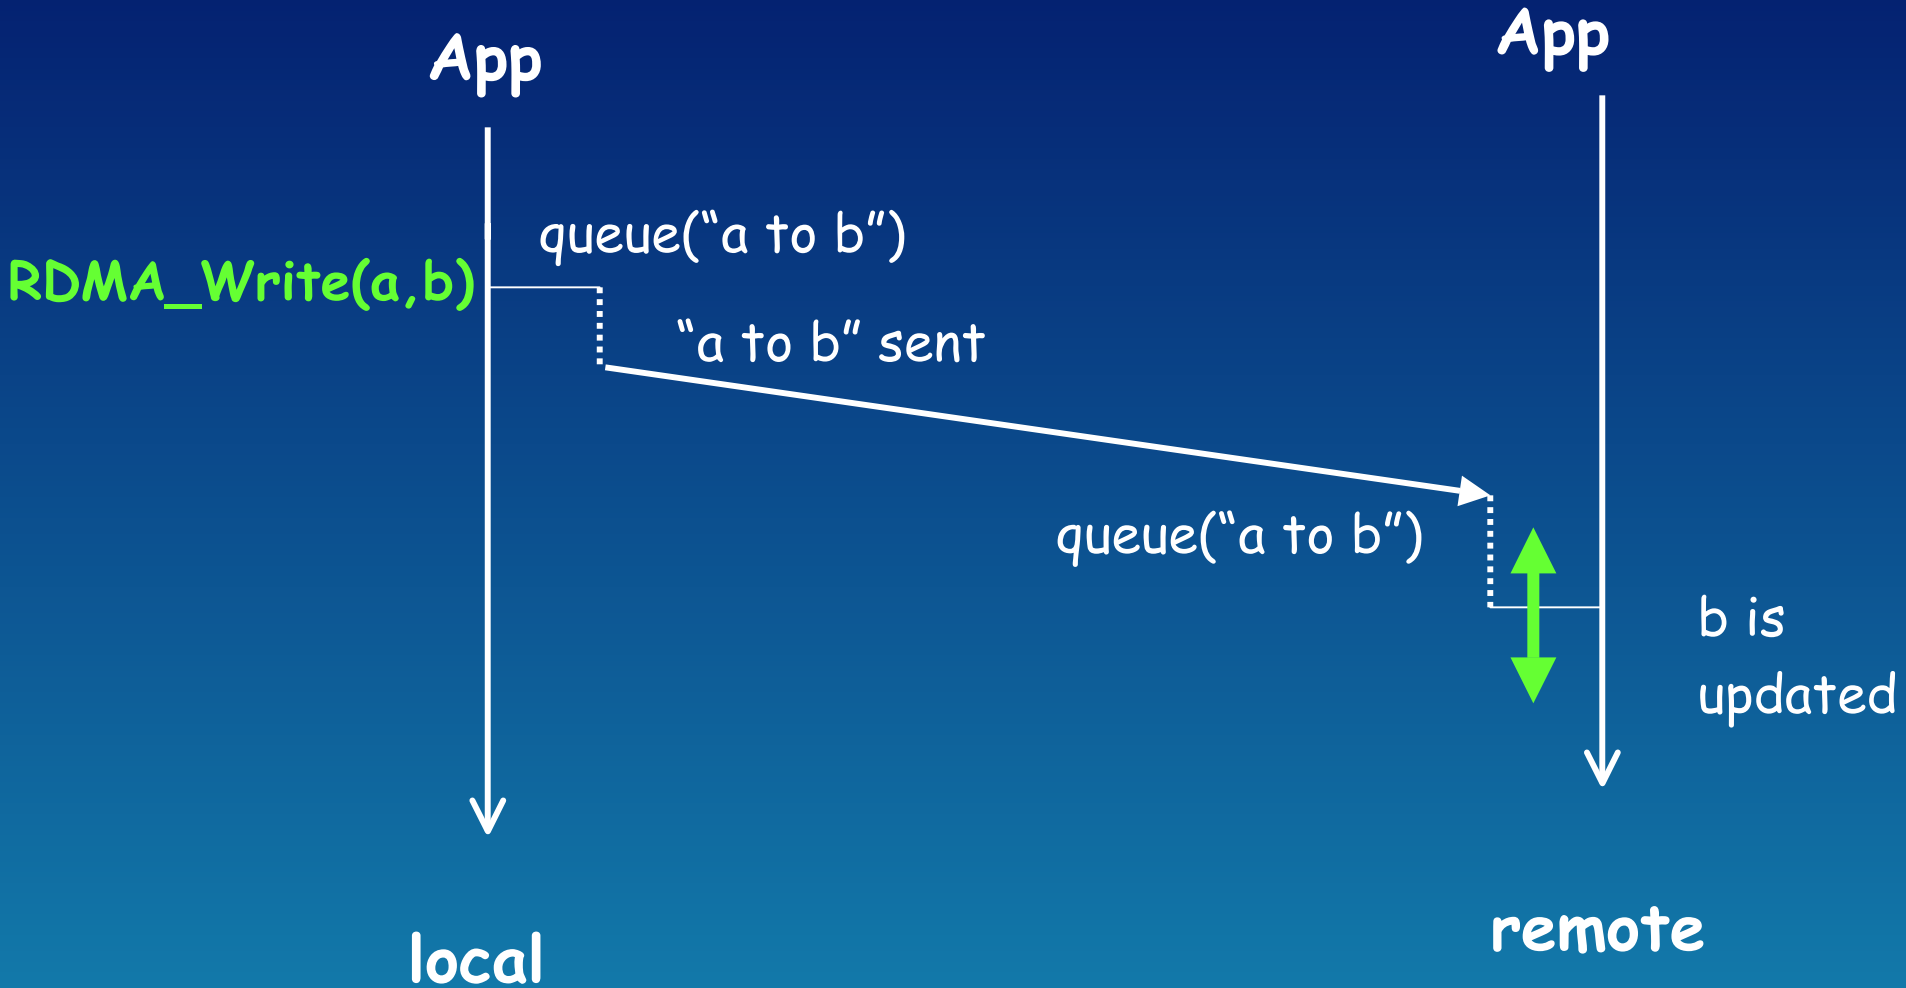 App
App
queue(“a to b”)
RDMA_Write(a,b)
“a to b” sent
queue(“a to b”)
b is
updated
remote
local